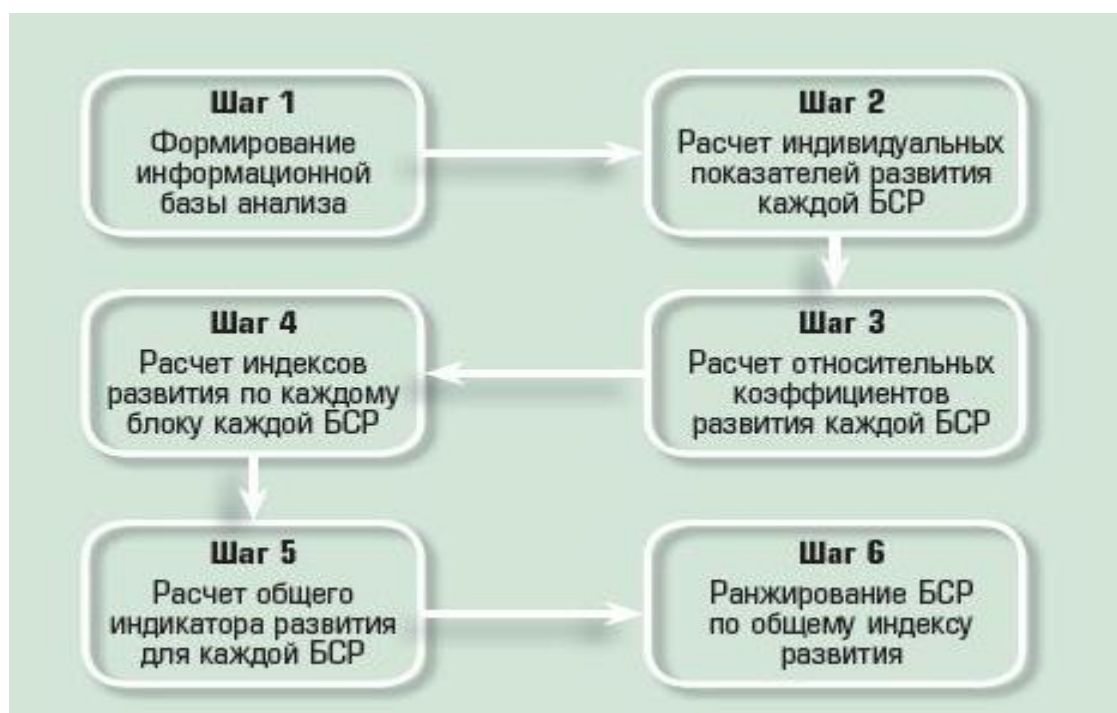 Шаг 1
Формирование
информационной
базы анализа
Шаг 2
Расчет индивидуальных
показателей развития
каждой БСР
Шаг 3
Расчет относительных
коэффициентов
развития каждой БСР
Шаг 4
Расчет индексов
развития по каждому
блоку каждой БСР
Шаг 5
Расчет общего
индикатора развития
для каждой БСР
Шаг 6
Ранжирование БСР
по общему индексу
развития